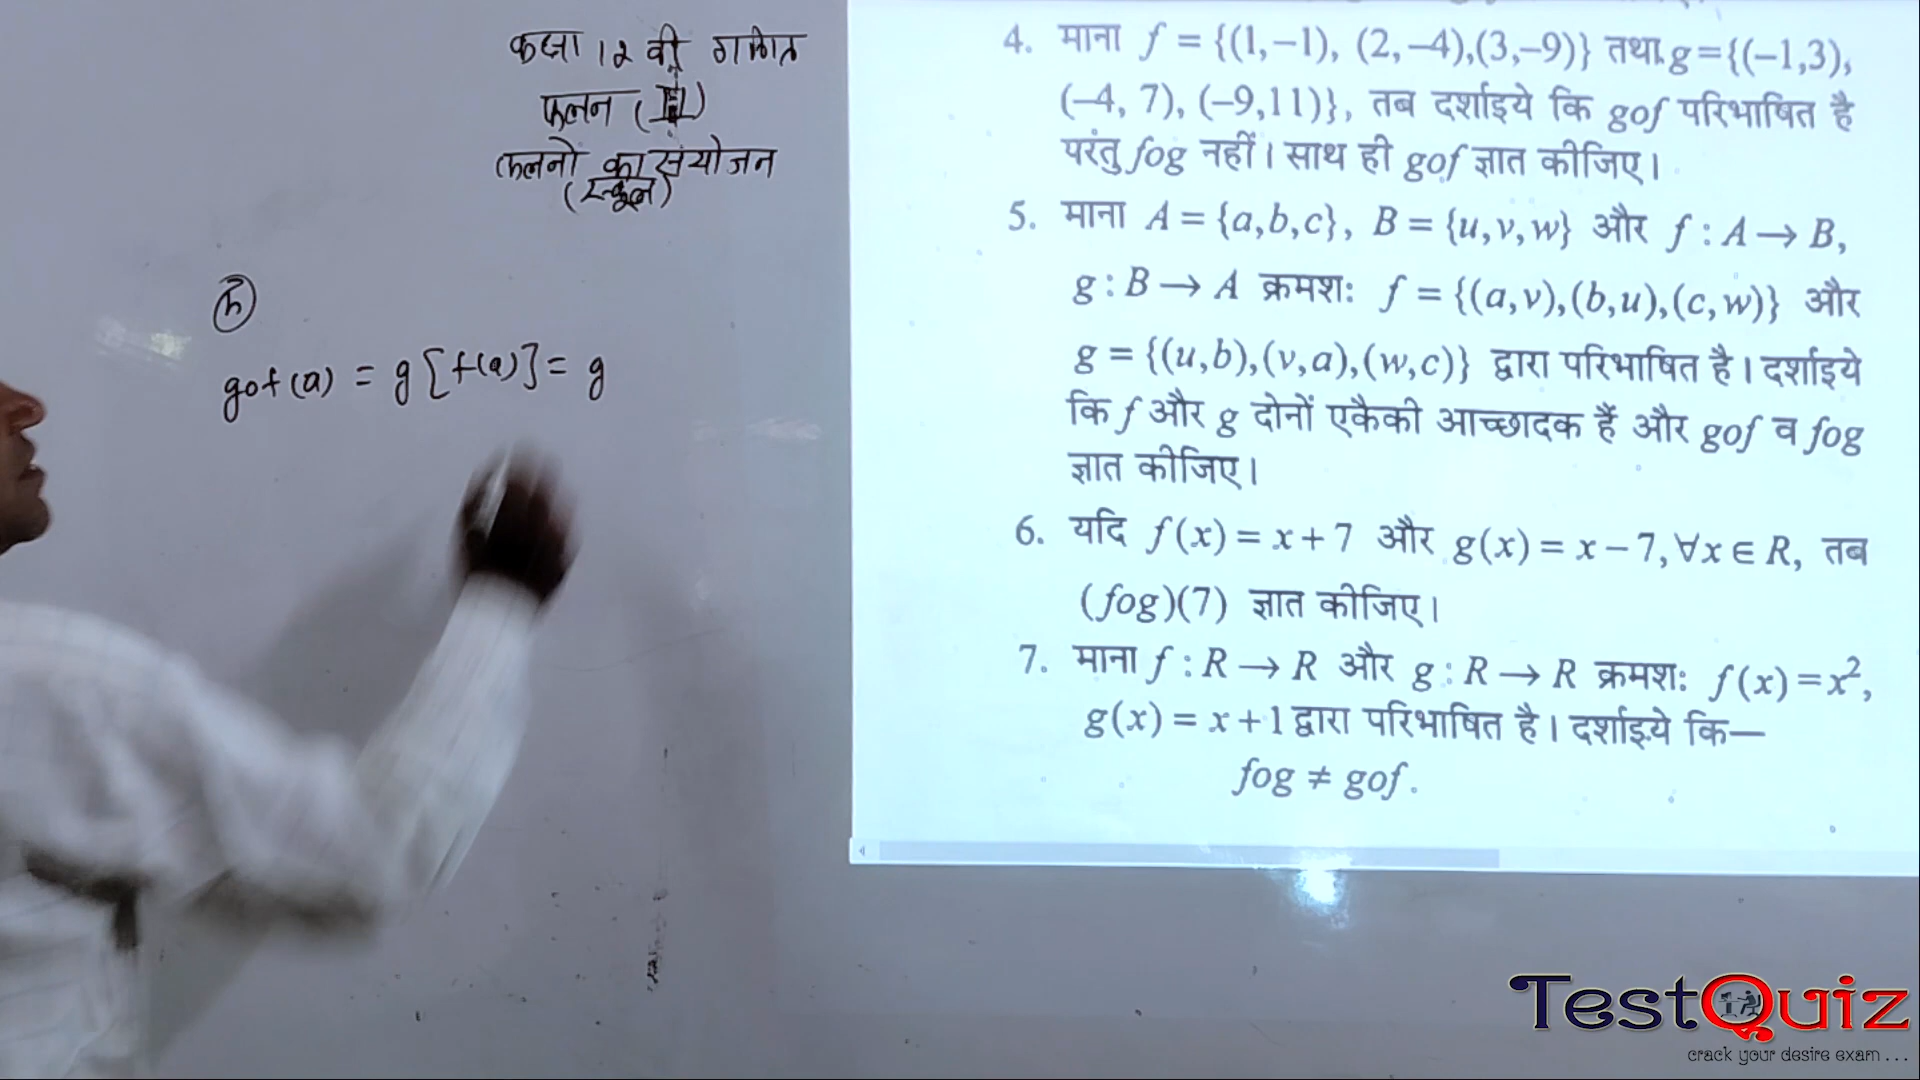 कक्षा 12 वी गणित
फलन (II)
फलनो का संयोजन
(स्कूल)
gof(a) = g[f(a)] = g
4. माना f = {(1,−1), (2,−4),(3,−9)} तथा g={(−1,3),
(−4, 7), (−9,11)}, तब दर्शाइये कि gof परिभाषित है
परंतु fog नहीं। साथ ही gof ज्ञात कीजिए।
5. माना A = {a,b,c}, B = {u,v,w} और f : A → B,
g : B → A क्रमशः f = {(a,v),(b,u),(c,w)} और
g = {(u,b),(v,a),(w,c)} द्वारा परिभाषित है। दर्शाइये
कि f और g दोनों एकैकी आच्छादक हैं और gof व fog
ज्ञात कीजिए।
6. यदि f(x) = x + 7 और g(x) = x − 7, ∀x ∈ R, तब
(fog)(7) ज्ञात कीजिए।
7. माना f : R → R और g : R → R क्रमशः f(x) = x²,
g(x) = x + 1 द्वारा परिभाषित है। दर्शाइये कि—
fog ≠ gof.
TestQuiz
crack your desire exam . . .